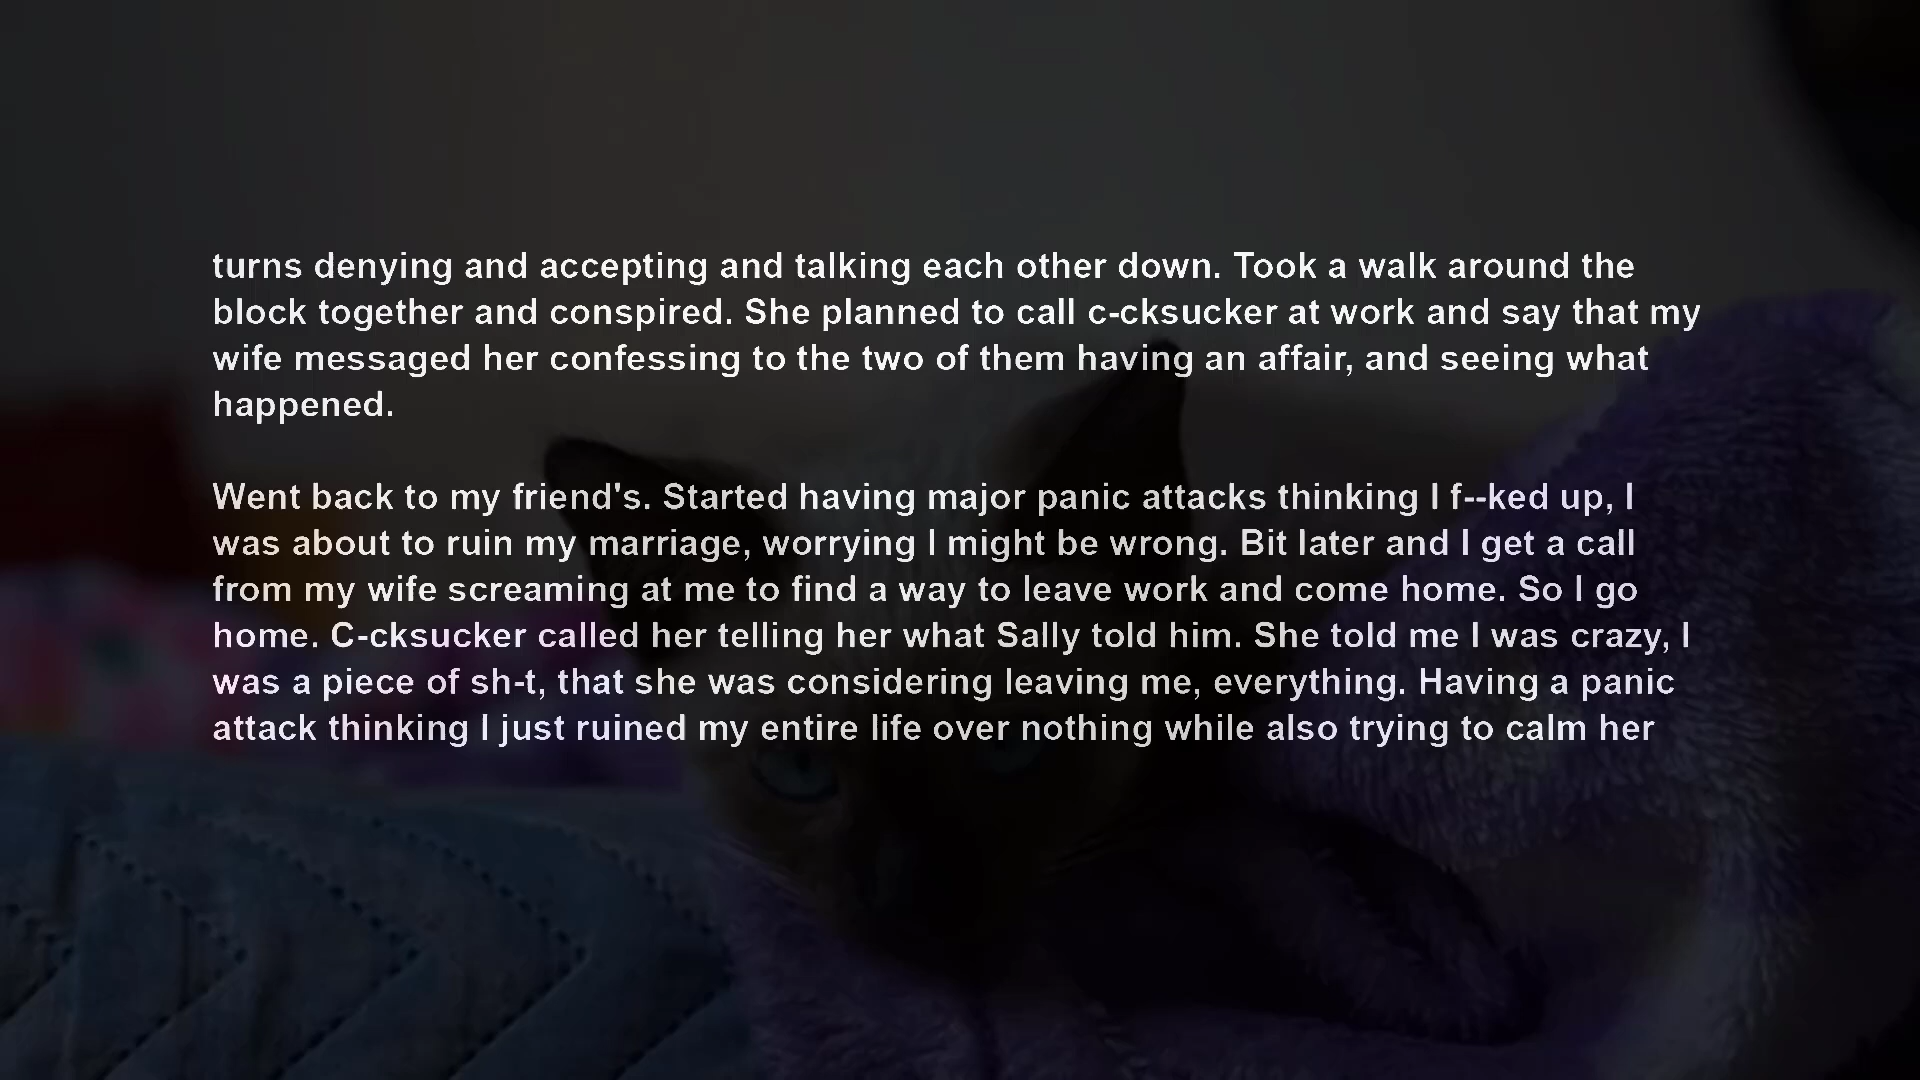 turns denying and accepting and talking each other down. Took a walk around the
block together and conspired. She planned to call c-cksucker at work and say that my
wife messaged her confessing to the two of them having an affair, and seeing what
happened.
Went back to my friend's. Started having major panic attacks thinking I f--ked up, I
was about to ruin my marriage, worrying I might be wrong. Bit later and I get a call
from my wife screaming at me to find a way to leave work and come home. So I go
home. C-cksucker called her telling her what Sally told him. She told me I was crazy, I
was a piece of sh-t, that she was considering leaving me, everything. Having a panic
attack thinking I just ruined my entire life over nothing while also trying to calm her